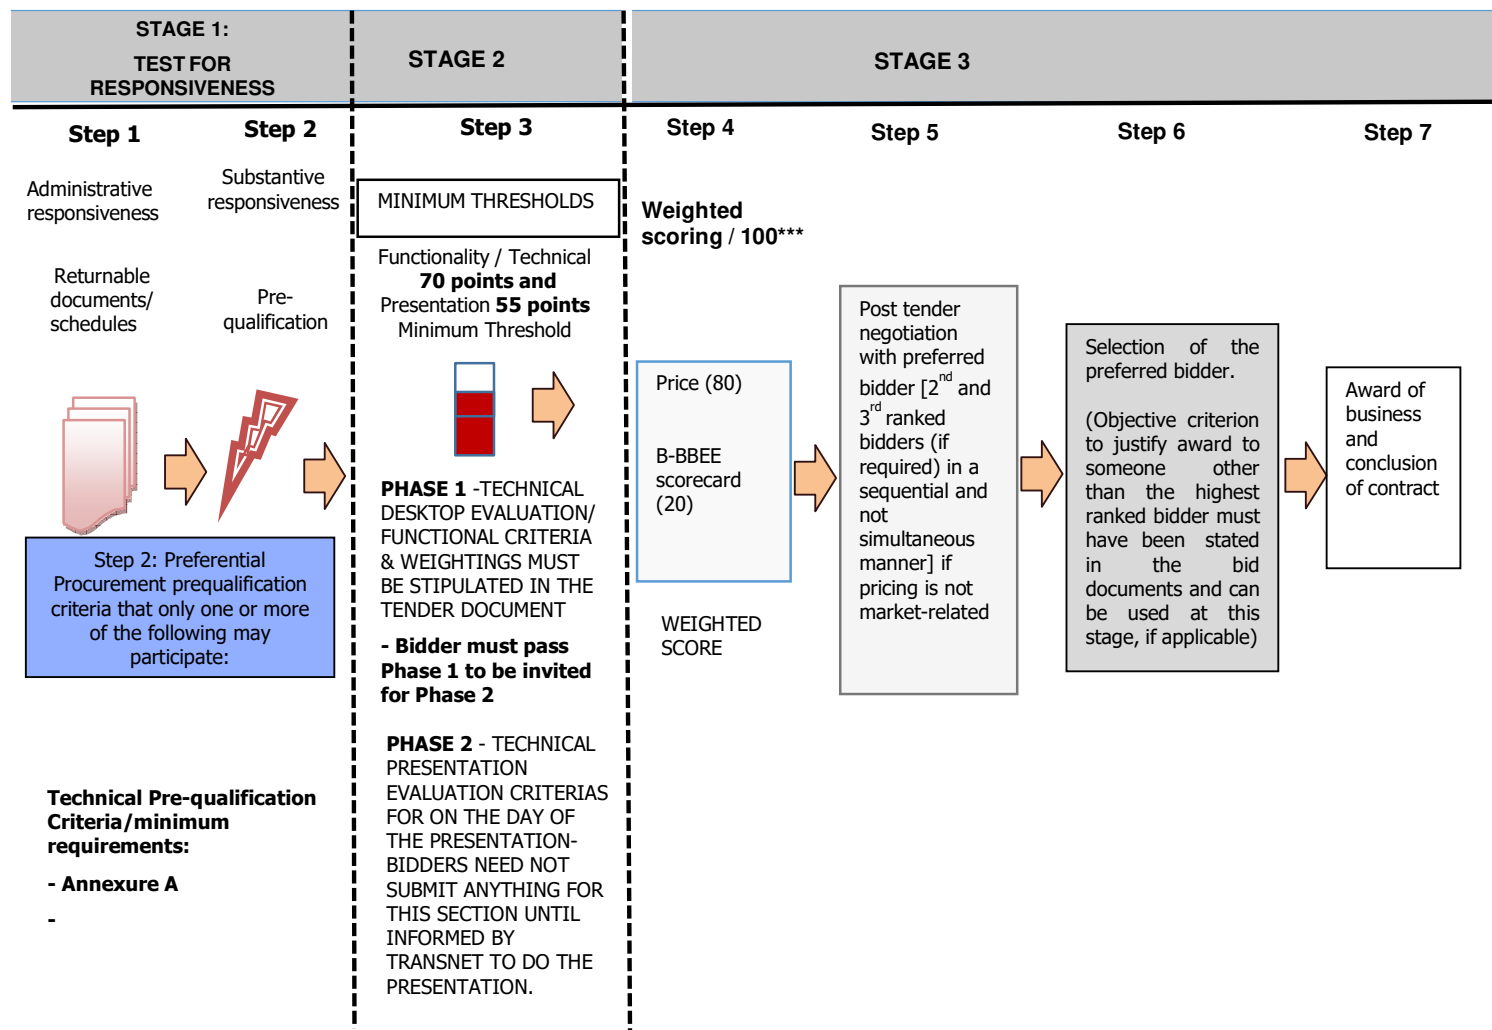 STAGE 1:
TEST FOR
RESPONSIVENESS
STAGE 2
STAGE 3
Step 1
Step 2
Step 3
Step 4
Step 5
Step 6
Step 7
Administrative
responsiveness
Returnable
documents/
schedules
Substantive
responsiveness
Pre-
qualification
Step 2: Preferential
Procurement prequalification
criteria that only one or more
of the following may
participate:
Technical Pre-qualification
Criteria/minimum
requirements:
- Annexure A
-
MINIMUM THRESHOLDS
Functionality / Technical
70 points and
Presentation 55 points
Minimum Threshold
PHASE 1 -TECHNICAL
DESKTOP EVALUATION/
FUNCTIONAL CRITERIA
& WEIGHTINGS MUST
BE STIPULATED IN THE
TENDER DOCUMENT
- Bidder must pass
Phase 1 to be invited
for Phase 2
PHASE 2 - TECHNICAL
PRESENTATION
EVALUATION CRITERIAS
FOR ON THE DAY OF
THE PRESENTATION-
BIDDERS NEED NOT
SUBMIT ANYTHING FOR
THIS SECTION UNTIL
INFORMED BY
TRANSNET TO DO THE
PRESENTATION.
Weighted
scoring / 100***
Price (80)
B-BBEE
scorecard
(20)
WEIGHTED
SCORE
Post tender
negotiation
with preferred
bidder [2nd and
3rd ranked
bidders (if
required) in a
sequential and
not
simultaneous
manner] if
pricing is not
market-related
Selection of the
preferred bidder.
(Objective criterion
to justify award to
someone other
than the highest
ranked bidder must
have been stated
in the bid
documents and can
be used at this
stage, if applicable)
Award of
business
and
conclusion
of contract